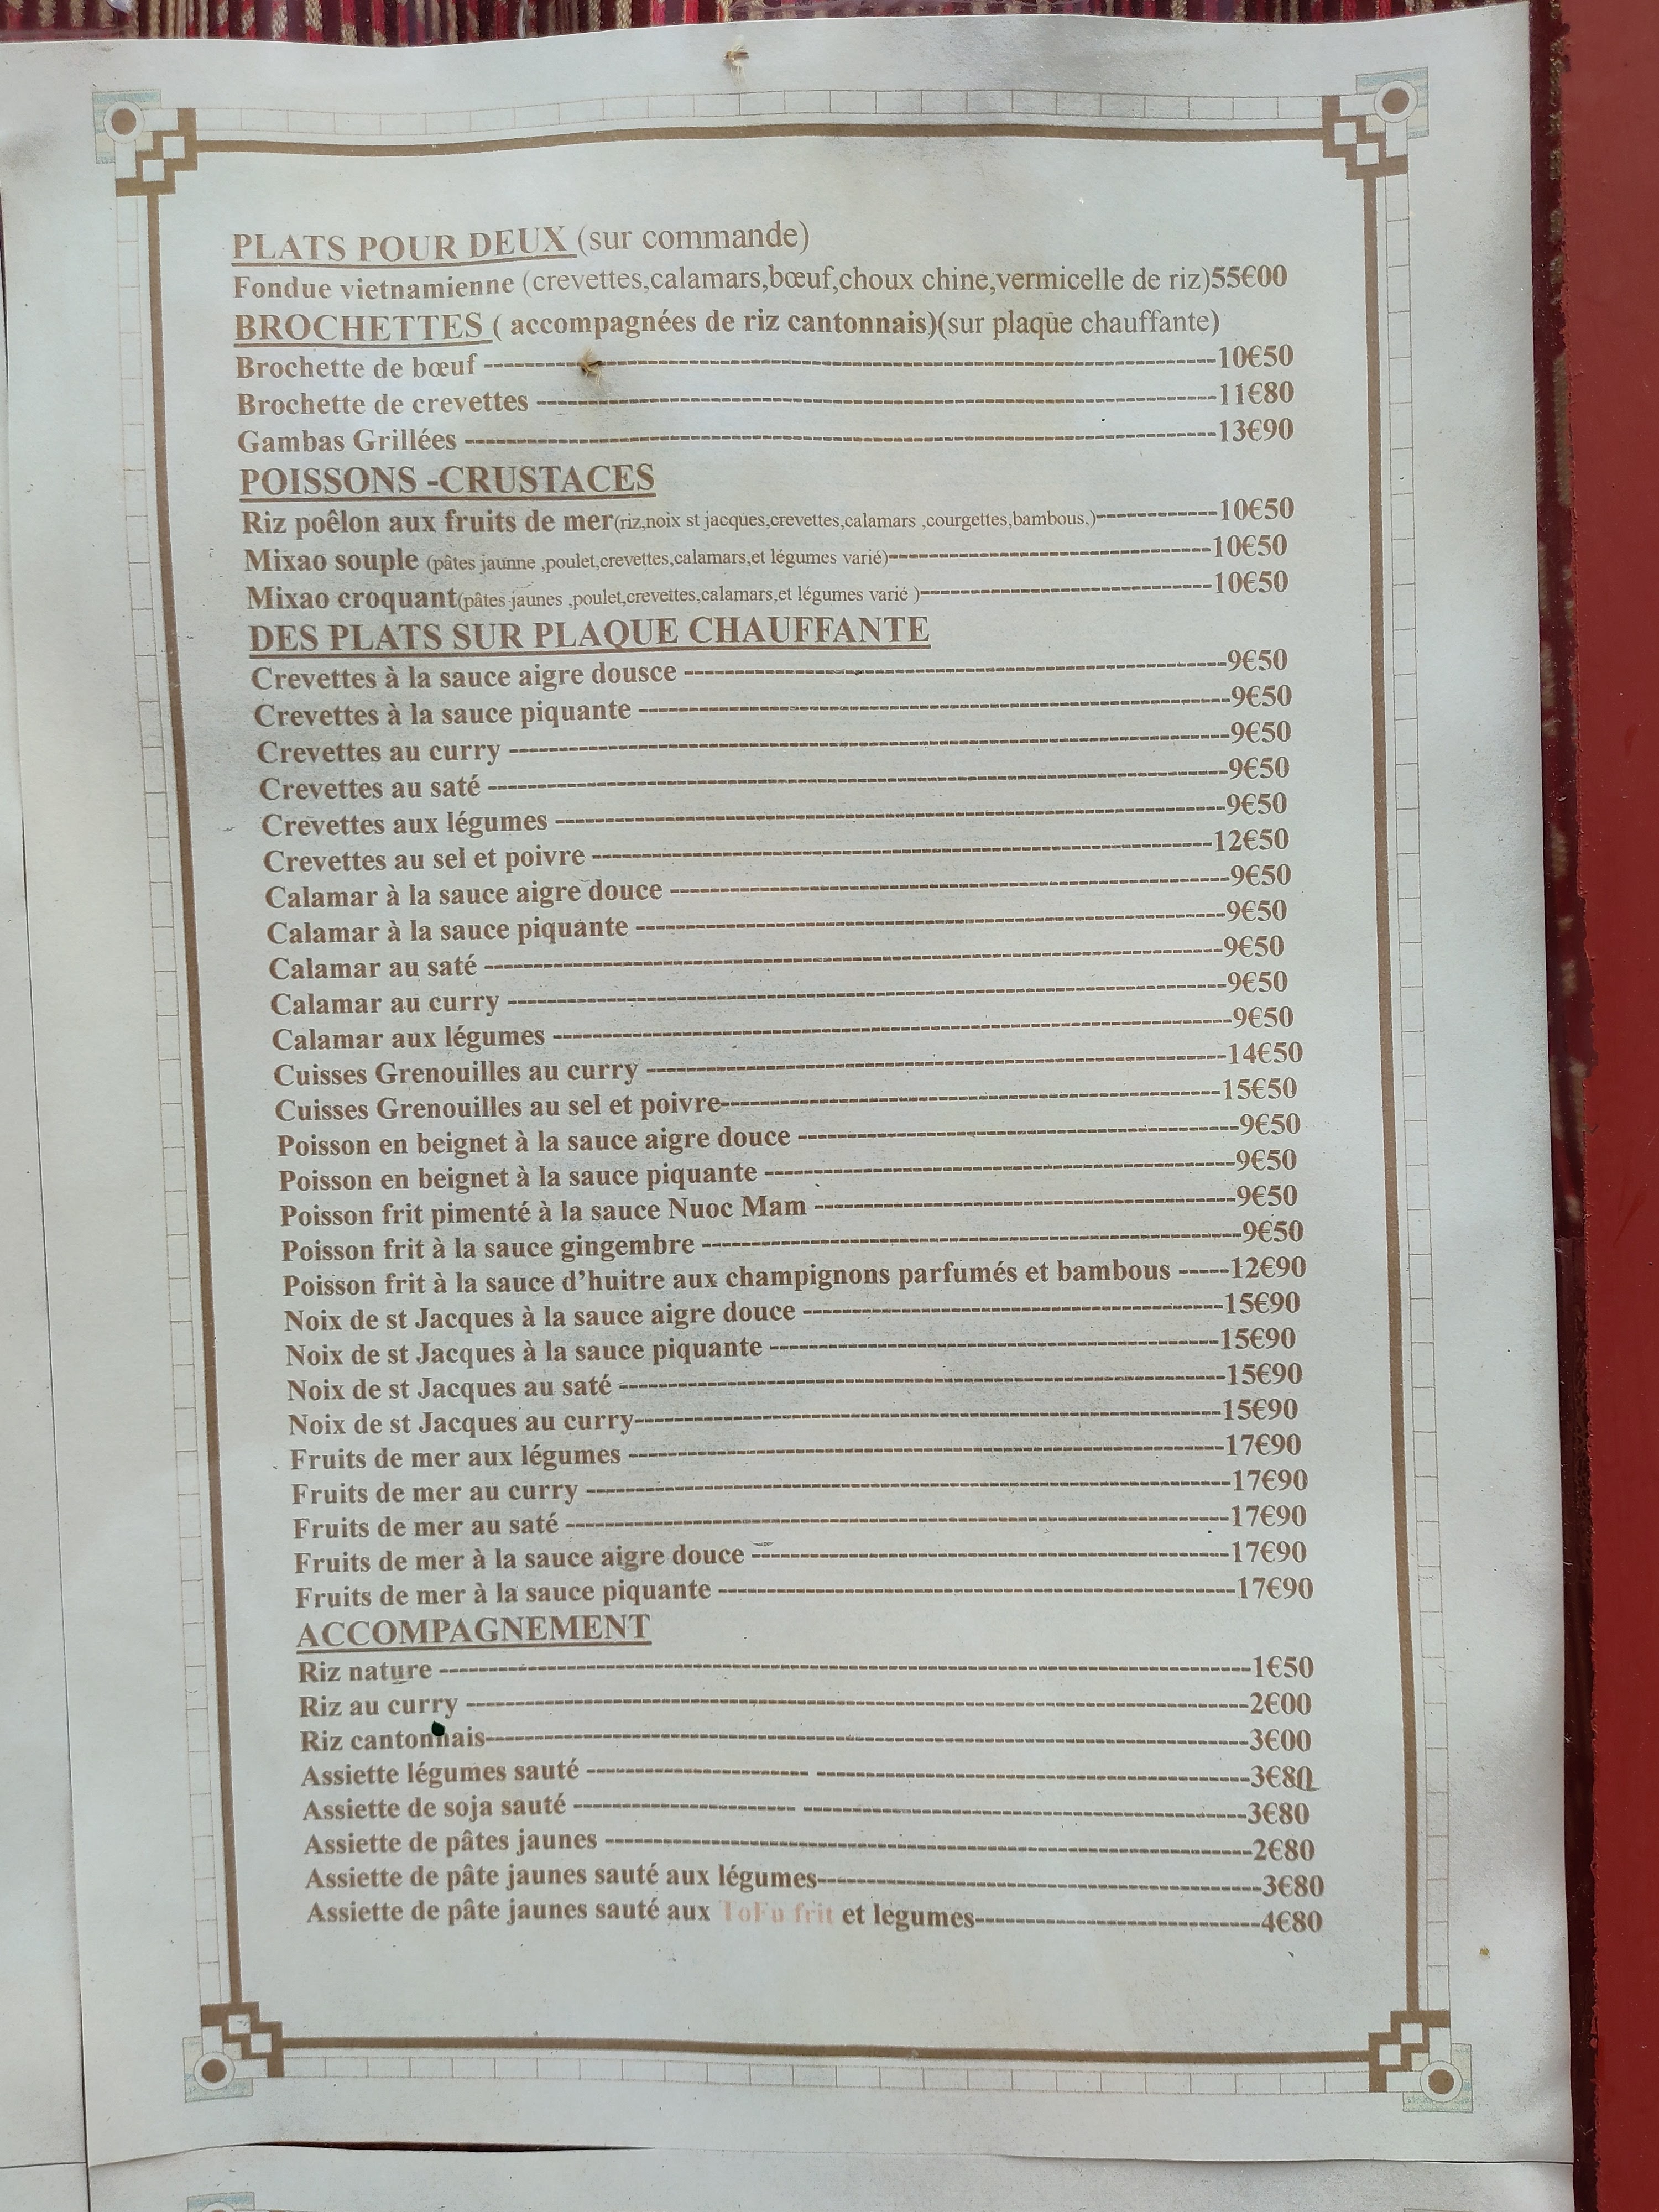 PLATS POUR DEUX (sur commande)
Fondue vietnamienne (crevettes,calamars,bœuf,choux chine,vermicelle de riz)55€00
BROCHETTES ( accompagnées de riz cantonnais)(sur plaque chauffante)
Brochette de bœuf ----------10€50
Brochette de crevettes ----------11€80
Gambas Grillées ----------13€90
POISSONS -CRUSTACES
Riz poêlon aux fruits de mer(riz,noix st jacques,crevettes,calamars ,courgettes,bambous,)----------10€50
Mixao souple (pâtes jaunne ,poulet,crevettes,calamars,et légumes varié)----------10€50
Mixao croquant(pâtes jaunes ,poulet,crevettes,calamars,et légumes varié )----------10€50
DES PLATS SUR PLAQUE CHAUFFANTE
Crevettes à la sauce aigre dousce ----------9€50
Crevettes à la sauce piquante ----------9€50
Crevettes au curry ----------9€50
Crevettes au saté ----------9€50
Crevettes aux légumes ----------9€50
Crevettes au sel et poivre ----------12€50
Calamar à la sauce aigre douce ----------9€50
Calamar à la sauce piquante ----------9€50
Calamar au saté ----------9€50
Calamar au curry ----------9€50
Calamar aux légumes ----------9€50
Cuisses Grenouilles au curry ----------14€50
Cuisses Grenouilles au sel et poivre----------15€50
Poisson en beignet à la sauce aigre douce ----------9€50
Poisson en beignet à la sauce piquante ----------9€50
Poisson frit pimenté à la sauce Nuoc Mam ----------9€50
Poisson frit à la sauce gingembre ----------9€50
Poisson frit à la sauce d’huitre aux champignons parfumés et bambous -----12€90
Noix de st Jacques à la sauce aigre douce ----------15€90
Noix de st Jacques à la sauce piquante ----------15€90
Noix de st Jacques au saté ----------15€90
Noix de st Jacques au curry----------15€90
Fruits de mer aux légumes ----------17€90
Fruits de mer au curry ----------17€90
Fruits de mer au saté ----------17€90
Fruits de mer à la sauce aigre douce ----------17€90
Fruits de mer à la sauce piquante ----------17€90
ACCOMPAGNEMENT
Riz nature ----------1€50
Riz au curry ----------2€00
Riz cantonnais----------3€00
Assiette légumes sauté ---------- ----------3€80
Assiette de soja sauté ---------- ----------3€80
Assiette de pâtes jaunes ----------2€80
Assiette de pâte jaunes sauté aux légumes----------3€80
Assiette de pâte jaunes sauté aux ToFu frit et legumes----------4€80